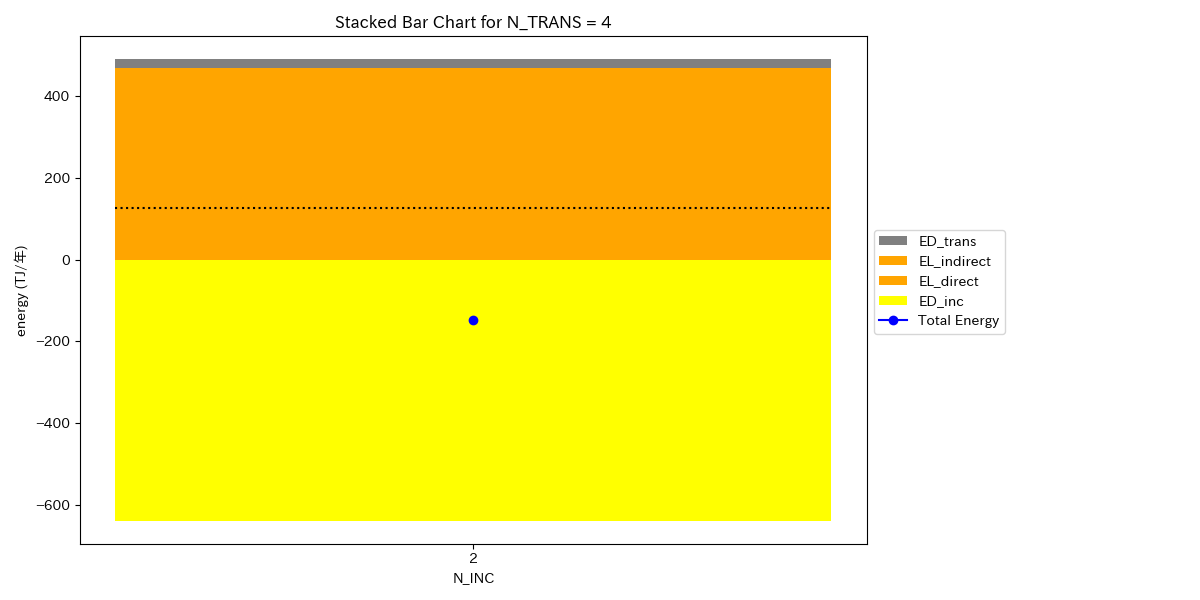 Stacked Bar Chart for N_TRANS = 4
energy (TJ/年)
400
200
0
−200
−400
−600
2
N_INC
ED_trans
EL_indirect
EL_direct
ED_inc
Total Energy